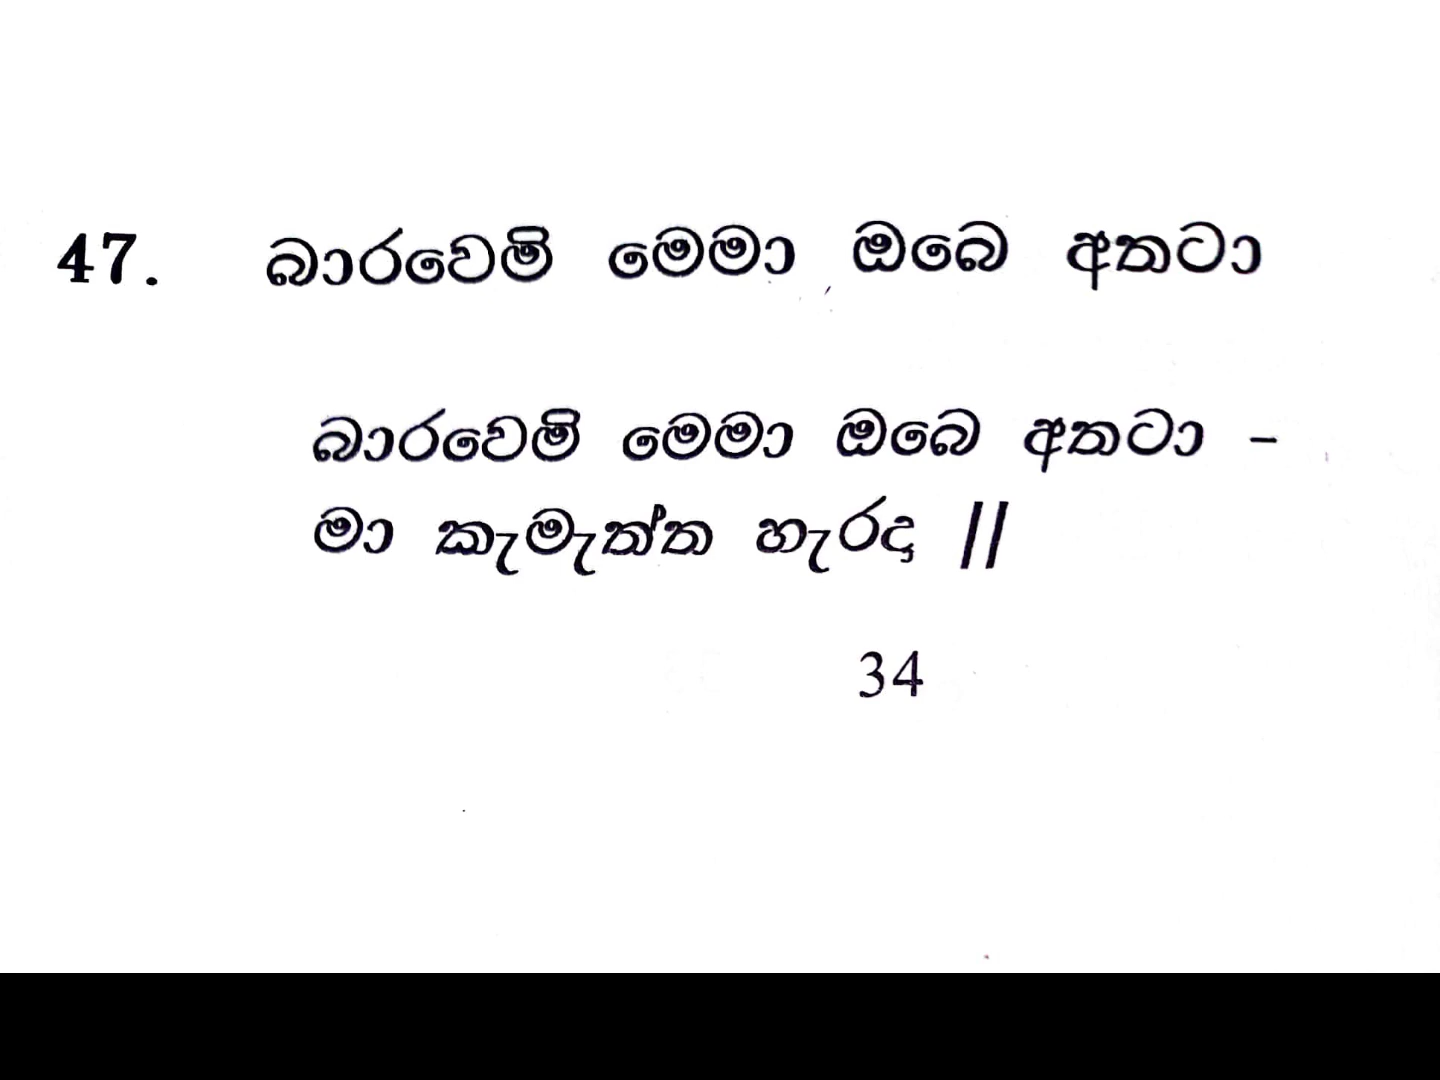 47. බාරවෙමි මෙමා ඔබෙ අතටා
බාරවෙමි මෙමා ඔබෙ අතටා -
මා කැමැත්ත හැරදා //
34